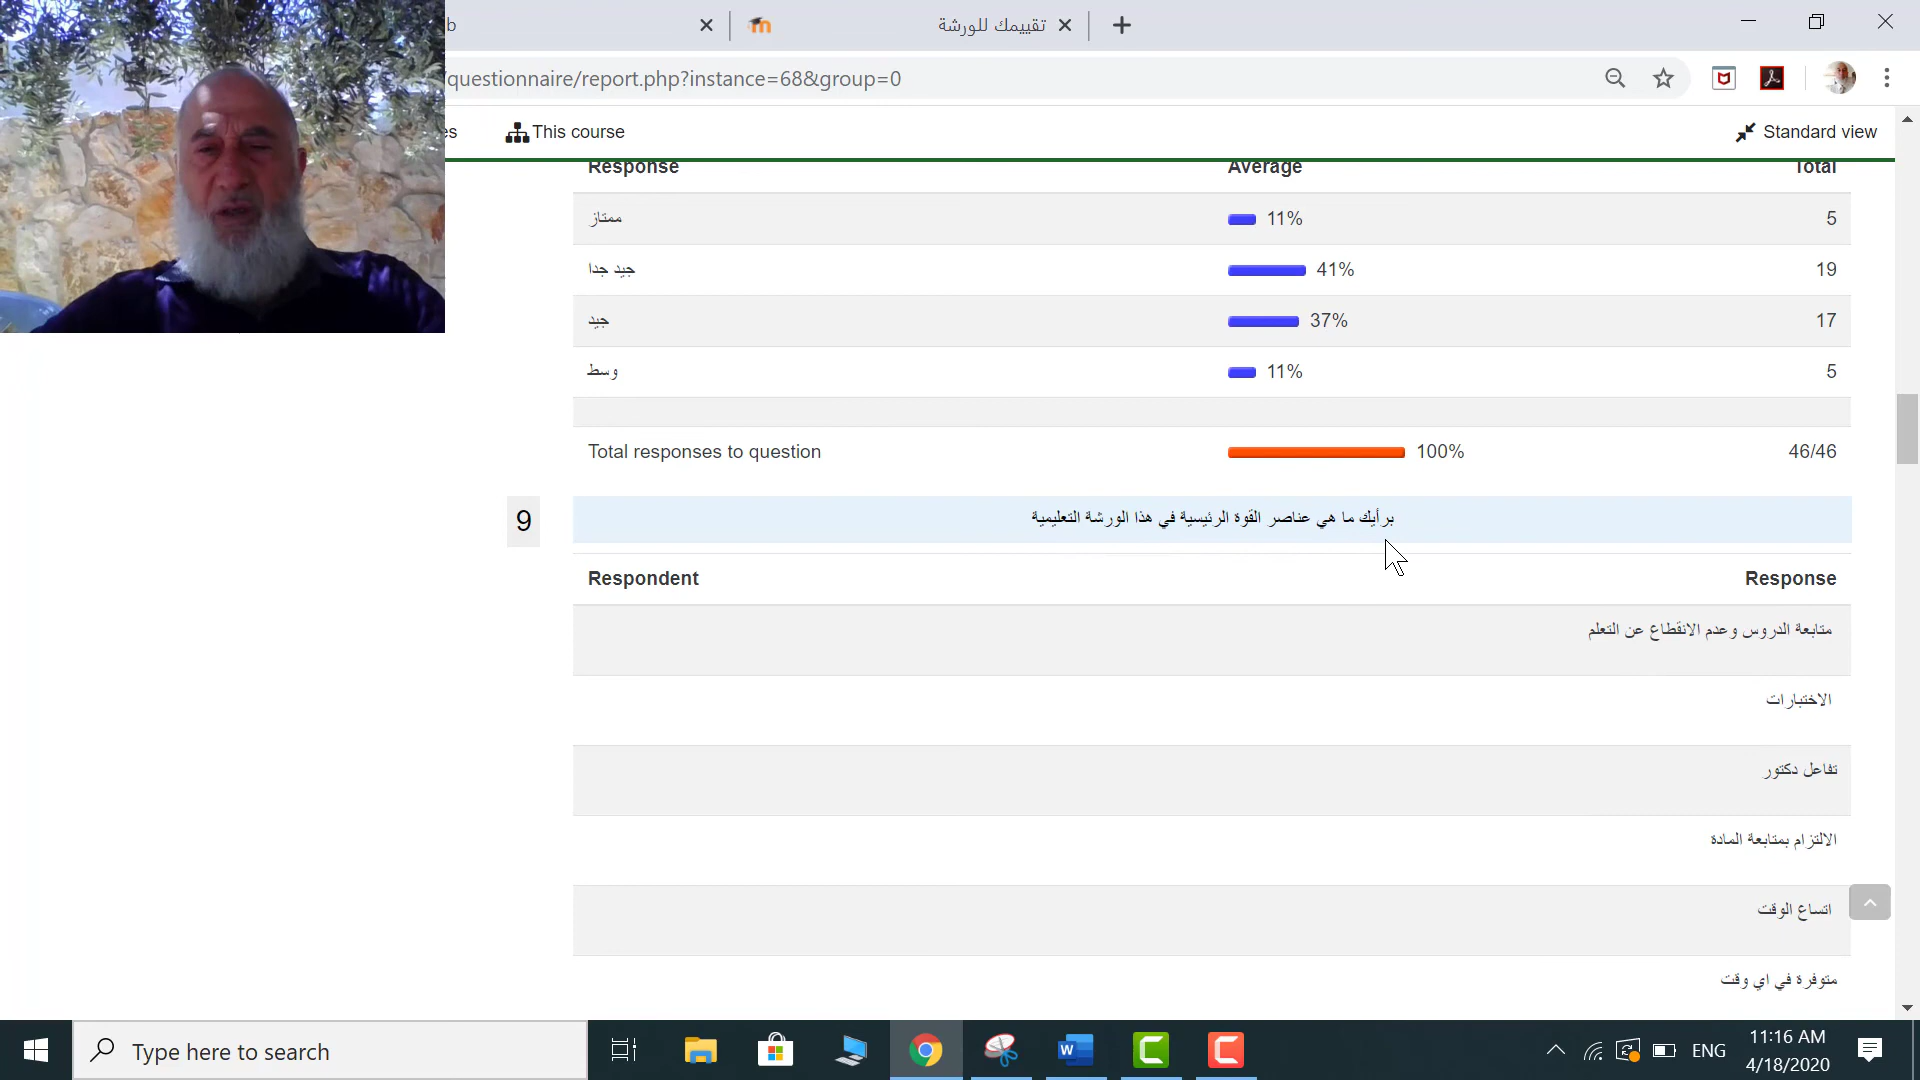 b
تقييمك للورشة
questionnaire/report.php?instance=68&group=0
es
This course
Standard view
Response Average Total
ممتاز 11% 5
جيد جدا 41% 19
جيد 37% 17
وسط 11% 5
Total responses to question 100% 46/46
9
برأيك ما هي عناصر القوة الرئيسية في هذا الورشة التعليمية
Respondent Response
متابعة الدروس وعدم الانقطاع عن التعلم
الاختبارات
تفاعل دكتور
الالتزام بمتابعة المادة
اتساع الوقت
متوفرة في اي وقت
Type here to search
ENG
11:16 AM
4/18/2020